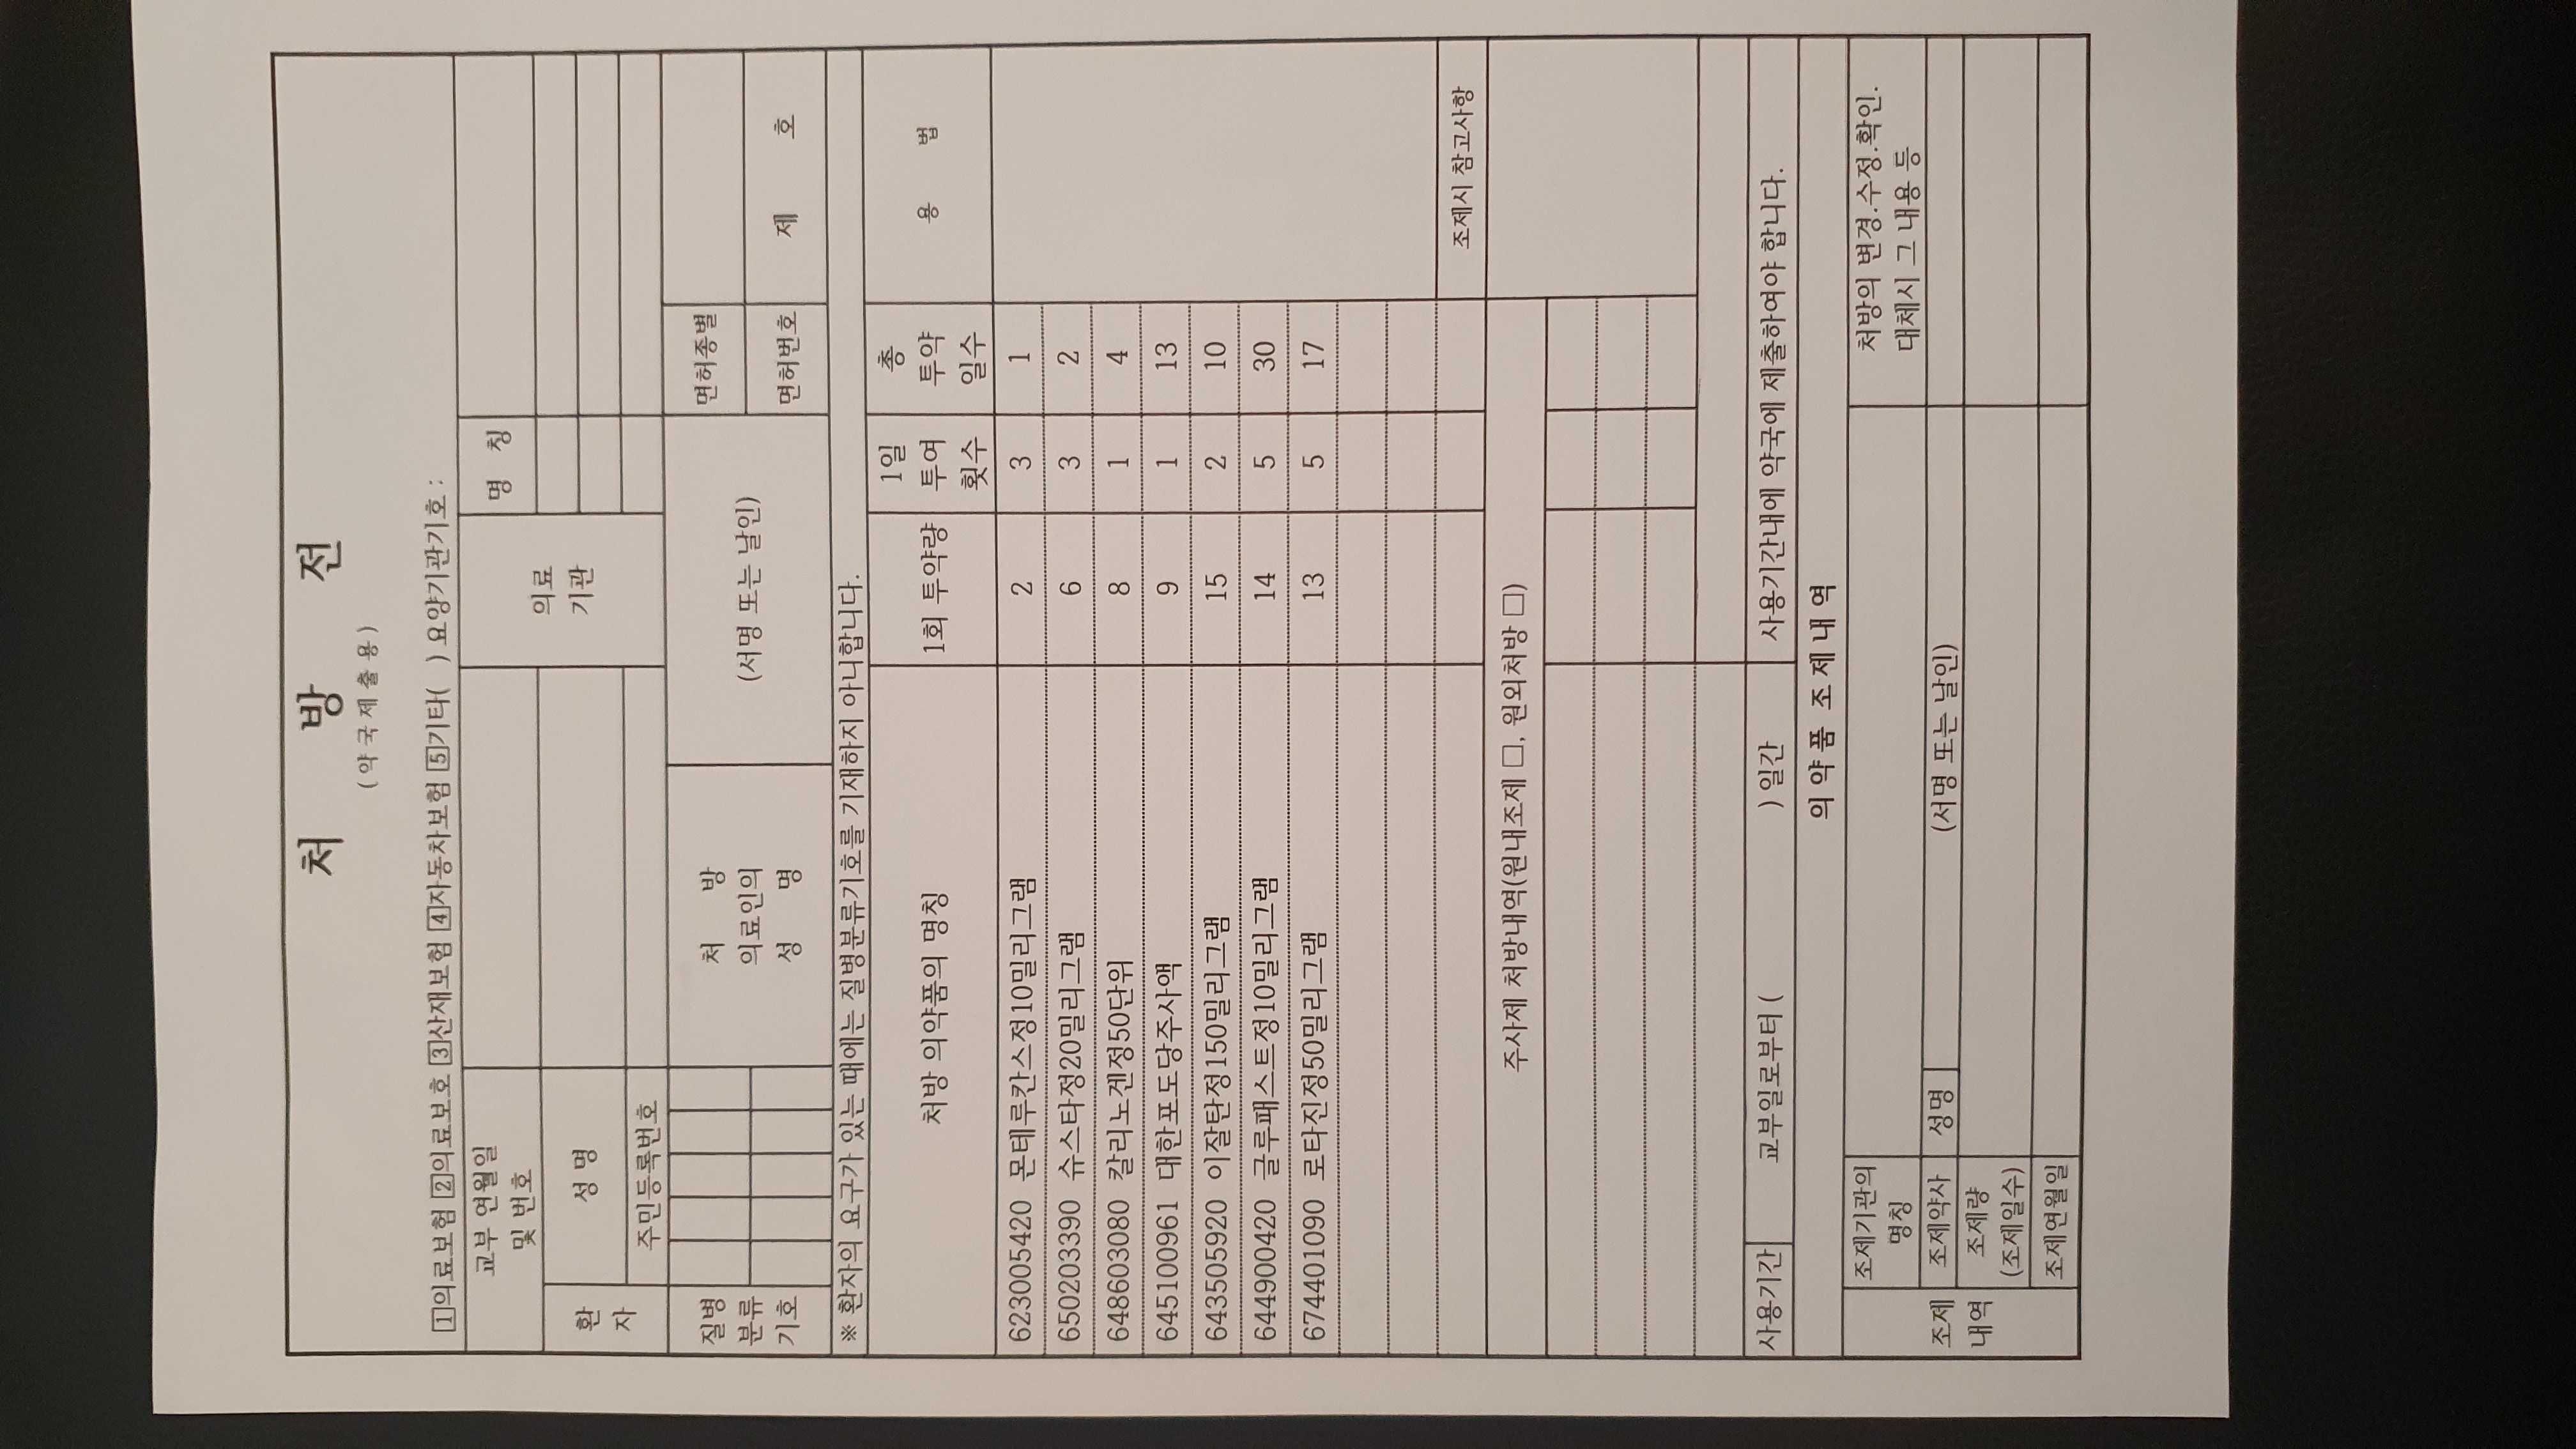 처 방 전
(약국제출용)
1의료보험 2의료보호 3산재보험 4자동차보험 5기타( ) 요양기관기호 :
교부 연월일
및 번호
의료
기관
명 칭
환
자
성 명
주민등록번호
질병
분류
기호
처 방
의료인의
성 명
(서명 또는 날인)
면허종별
면허번호
제 호
※ 환자의 요구가 있는 때에는 질병분류기호를 기재하지 아니합니다.
처방 의약품의 명칭
1회 투약량
1일
투여
횟수
총
투약
일수
용 법
623005420 몬테루칸스정10밀리그램 2 3 1
650203390 슈스타정20밀리그램 6 3 2
648603080 칼리노겐정50단위 8 1 4
645100961 대한포도당주사액 9 1 13
643505920 이잘탄정150밀리그램 15 2 10
644900420 글루패스트정10밀리그램 14 5 30
674401090 로타진정50밀리그램 13 5 17
조제시 참고사항
주사제 처방내역(원내조제 □, 원외처방 □)
사용기간 교부일로부터 ( ) 일간 사용기간내에 약국에 제출하여야 합니다.
의약품 조제내역
조제
내역
조제기관의
명칭
처방의 변경.수정.확인.
대체시 그 내용 등
조제약사 성명 (서명 또는 날인)
조제량
(조제일수)
조제연월일